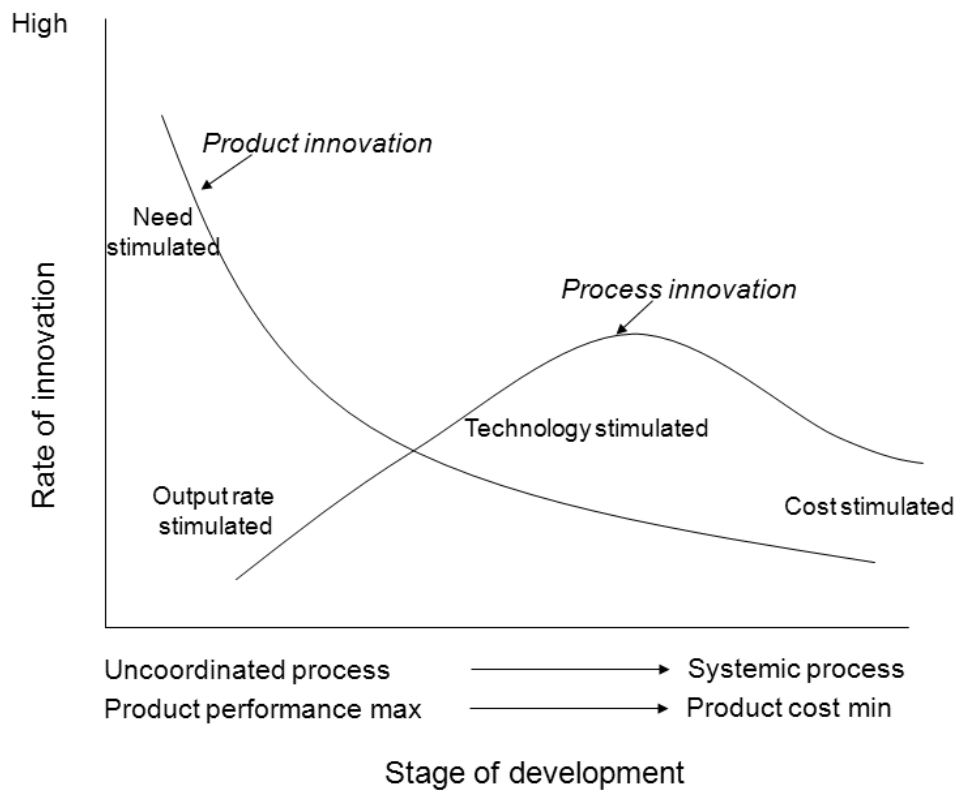 High
Product innovation
Need
stimulated
Process innovation
Rate of innovation
Technology stimulated
Output rate
stimulated
Cost stimulated
Uncoordinated process
Systemic process
Product performance max
Product cost min
Stage of development